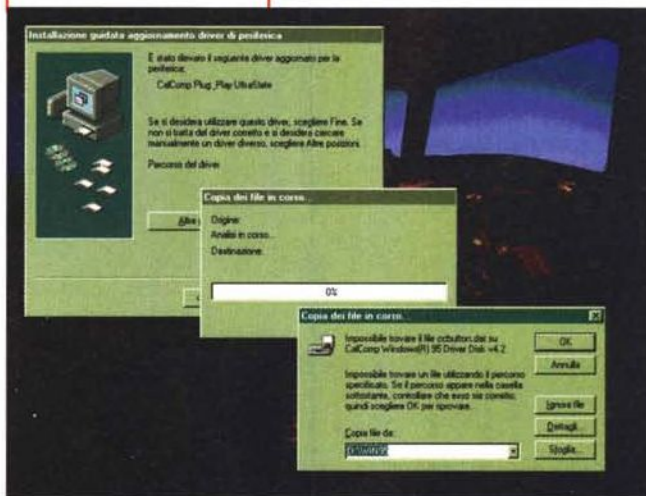 Installazione guidata aggiornamento driver di periferica
È stato rilevato il seguente driver aggiornato per la
periferica:
CalComp Plug_Play UltraSlate
Se si desidera utilizzare questo driver, scegliere Fine. Se
non si tratta del driver corretto e si desidera cercare
manualmente un driver diverso, scegliere Altre posizioni.
Percorso del driver
Altre
Copia dei file in corso...
Origine:
Analisi in corso...
Destinazione:
0%
Copia dei file in corso...
Impossibile trovare il file ccbutton.dat su
CalComp Windows(R) 95 Driver Disk v4.2
Impossibile trovare un file utilizzando il percorso
specificato. Se il percorso appare nella casella
sottostante, controllare che esso sia corretto,
quindi scegliere OK per riprovare.
Copia file da:
OK
Annulla
Ignora file
Dettagli...
Sfoglia...